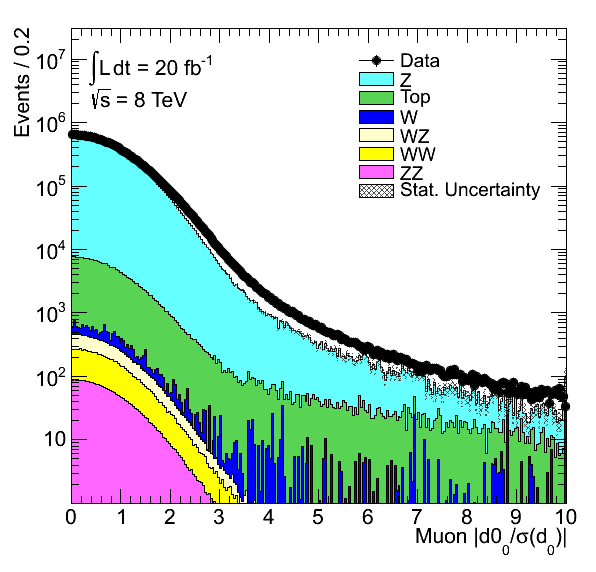 Events / 0.2
10⁷
10⁶
10⁵
10⁴
10³
10²
10
∫L dt = 20 fb⁻¹
√s = 8 TeV
Data
Z
Top
W
WZ
WW
ZZ
Stat. Uncertainty
0 1 2 3 4 5 6 7 8 9 10
Muon |d0₀/σ(d₀)|